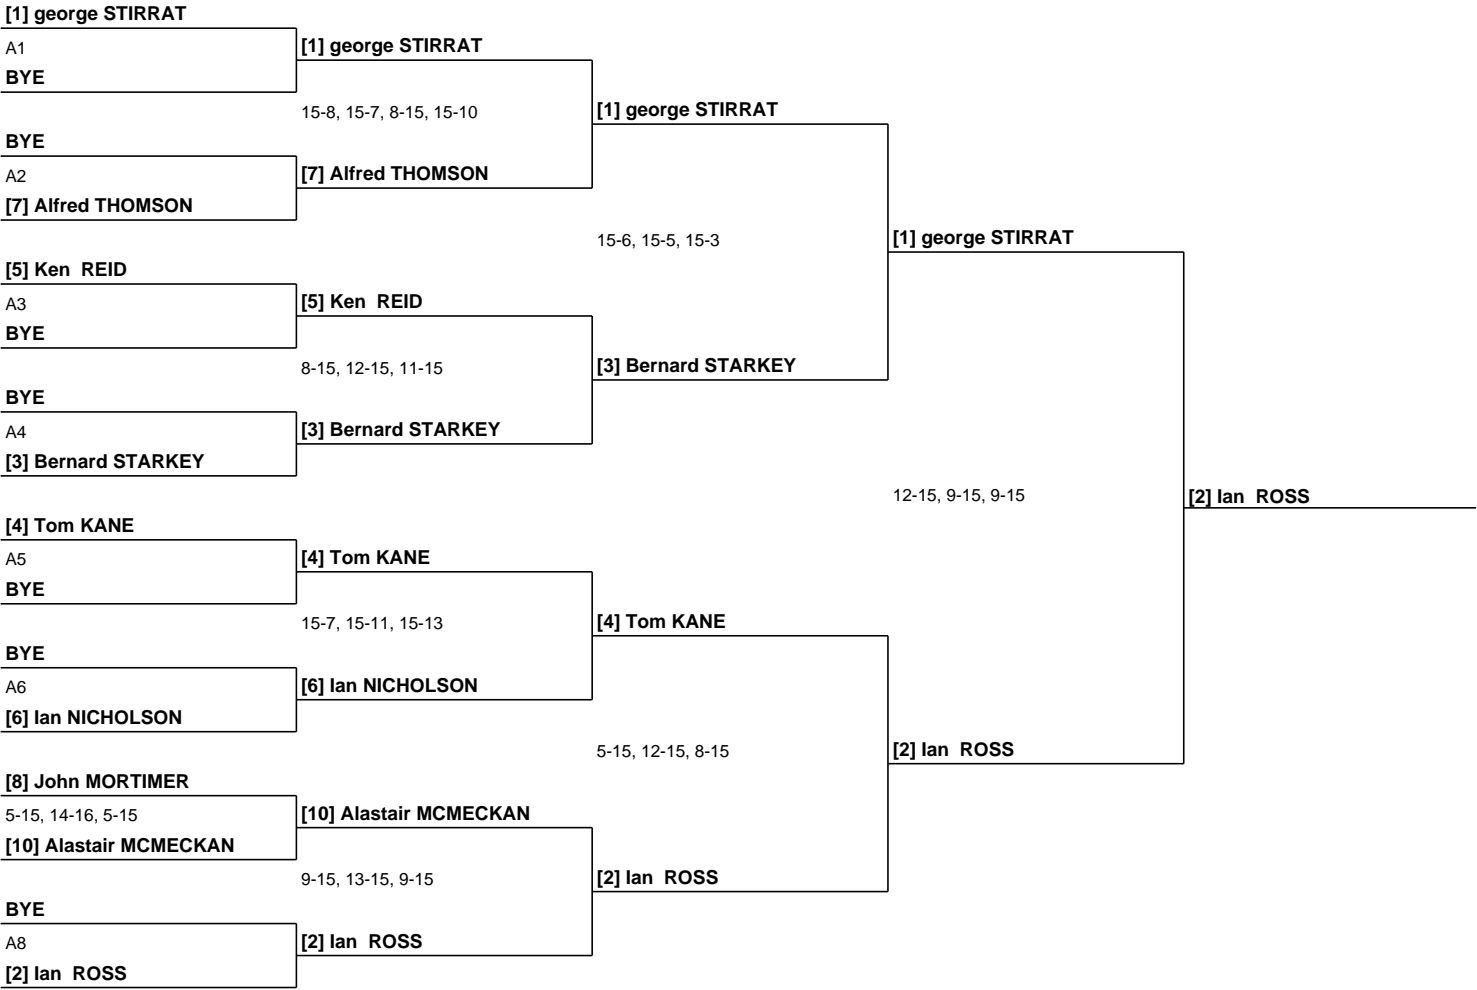 [1] george STIRRAT
A1
BYE
BYE
A2
[7] Alfred THOMSON
[5] Ken  REID
A3
BYE
BYE
A4
[3] Bernard STARKEY
[4] Tom KANE
A5
BYE
BYE
A6
[6] Ian NICHOLSON
[8] John MORTIMER
5-15, 14-16, 5-15
[10] Alastair MCMECKAN
BYE
A8
[2] Ian  ROSS
[1] george STIRRAT
15-8, 15-7, 8-15, 15-10
[7] Alfred THOMSON
[5] Ken  REID
8-15, 12-15, 11-15
[3] Bernard STARKEY
[4] Tom KANE
15-7, 15-11, 15-13
[6] Ian NICHOLSON
[10] Alastair MCMECKAN
9-15, 13-15, 9-15
[2] Ian  ROSS
[1] george STIRRAT
15-6, 15-5, 15-3
[3] Bernard STARKEY
[4] Tom KANE
5-15, 12-15, 8-15
[2] Ian  ROSS
[1] george STIRRAT
12-15, 9-15, 9-15
[2] Ian  ROSS
[2] Ian  ROSS